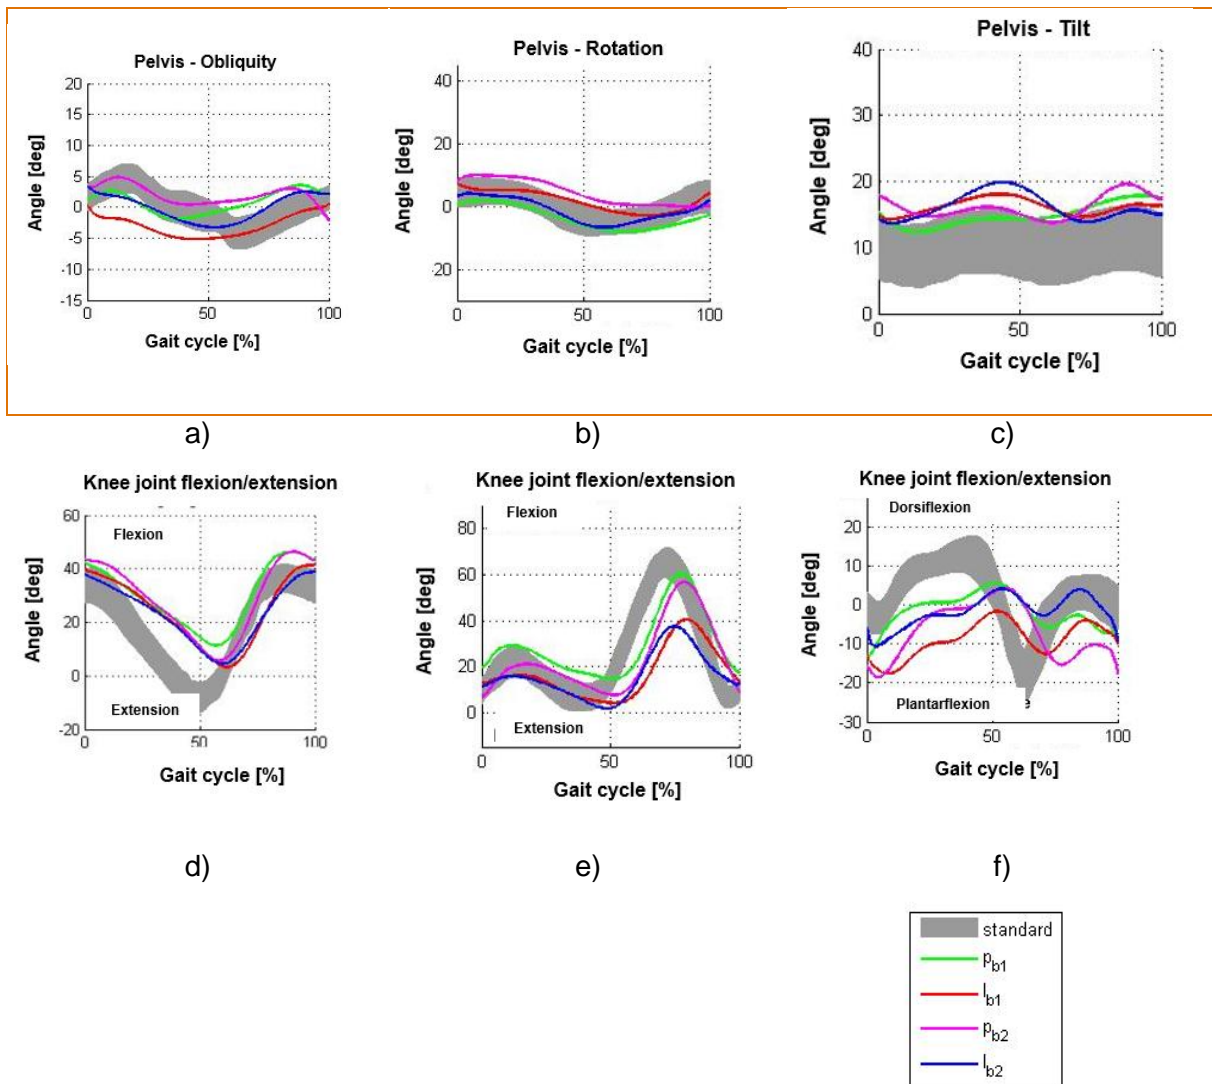 Pelvis - Obliquity
20
15
10
5
0
-5
-10
-15
0
50
100
Angle [deg]
Gait cycle [%]
Pelvis - Rotation
40
20
0
-20
0
50
100
Angle [deg]
Gait cycle [%]
Pelvis - Tilt
40
30
20
10
0
0
50
100
Angle [deg]
Gait cycle [%]
a)
b)
c)
Knee joint flexion/extension
Flexion
60
40
20
0
-20
Extension
0
50
100
Angle [deg]
Gait cycle [%]
Knee joint flexion/extension
Flexion
80
60
40
20
0
Extension
0
50
100
Angle [deg]
Gait cycle [%]
Knee joint flexion/extension
Dorsiflexion
20
10
0
-10
-20
-30
Plantarflexion
0
50
100
Angle [deg]
Gait cycle [%]
d)
e)
f)
standard
p_b1
l_b1
p_b2
l_b2